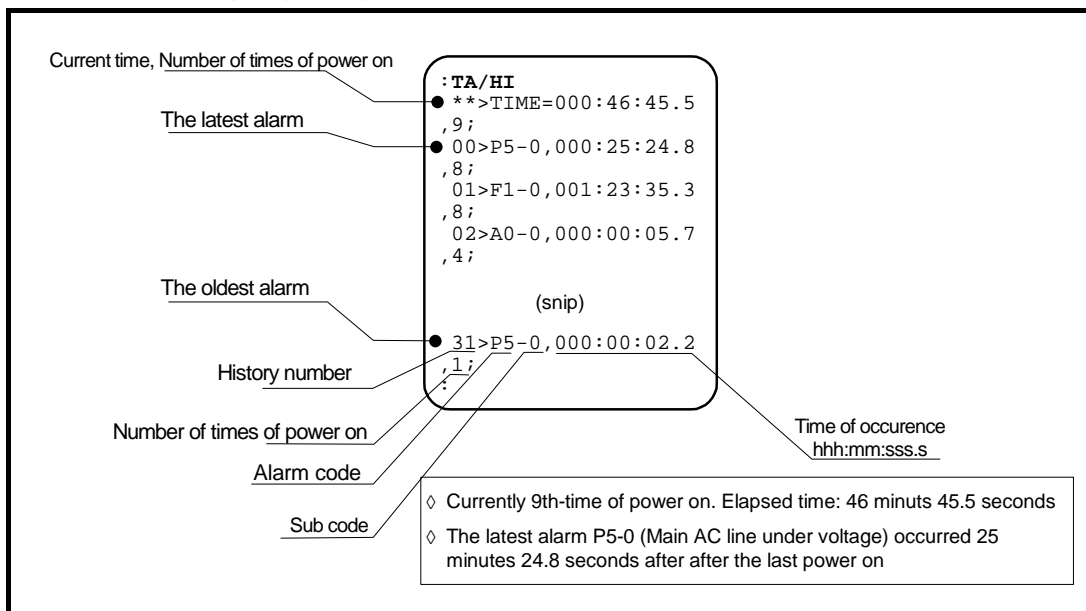 Current time, Number of times of power on
:TA/HI
**>TIME=000:46:45.5
,9;
The latest alarm
00>P5-0,000:25:24.8
,8;
01>F1-0,001:23:35.3
,8;
02>A0-0,000:00:05.7
,4;
The oldest alarm
(snip)
31>P5-0,000:00:02.2
,1;
:
History number
Number of times of power on
Alarm code
Sub code
Time of occurence
hhh:mm:sss.s
◊ Currently 9th-time of power on. Elapsed time: 46 minuts 45.5 seconds
◊ The latest alarm P5-0 (Main AC line under voltage) occurred 25
minutes 24.8 seconds after after the last power on